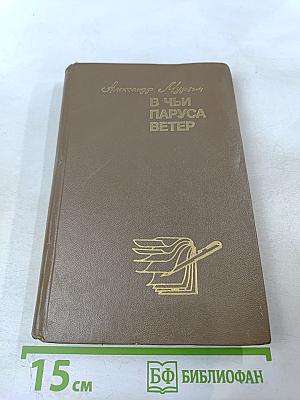 Александр Мурзин
В ЧЬИ
ПАРУСА
ВЕТЕР
15 см
БФ БИБЛИОФАН